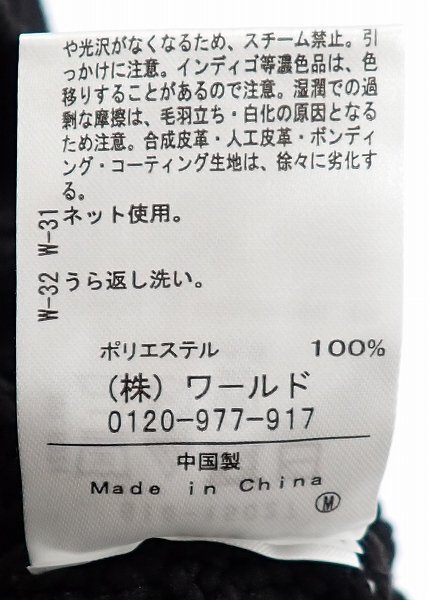 や光沢がなくなるため、スチーム禁止。引
っかけに注意。インディゴ等濃色品は、色
移りすることがあるので注意。湿潤での過
剰な摩擦は、毛羽立ち・白化の原因となる
ため注意。合成皮革・人工皮革・ボンディ
ング・コーティング生地は、徐々に劣化す
る。
W-31 ネット使用。
W-32 うら返し洗い。
ポリエステル 100%
(株) ワールド
0120-977-917
中国製
Made in China
M